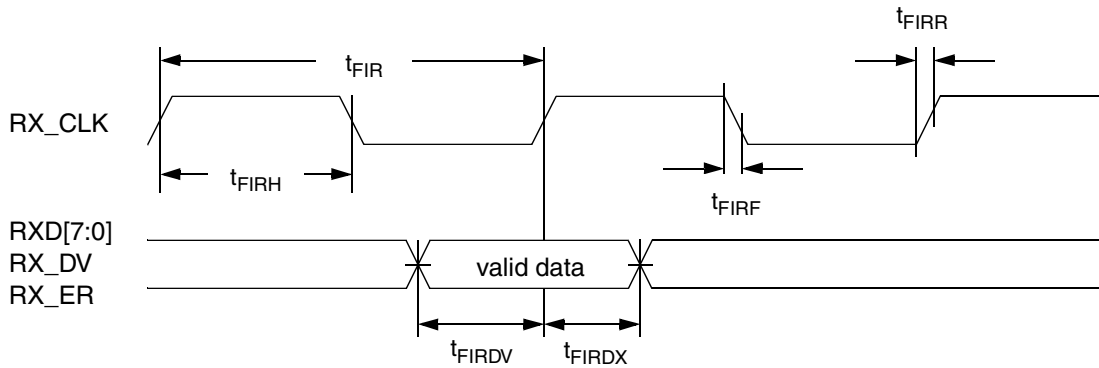 tFIRR
tFIR
RX_CLK
tFIRH
tFIRF
RXD[7:0]
RX_DV
valid data
RX_ER
tFIRDV
tFIRDX